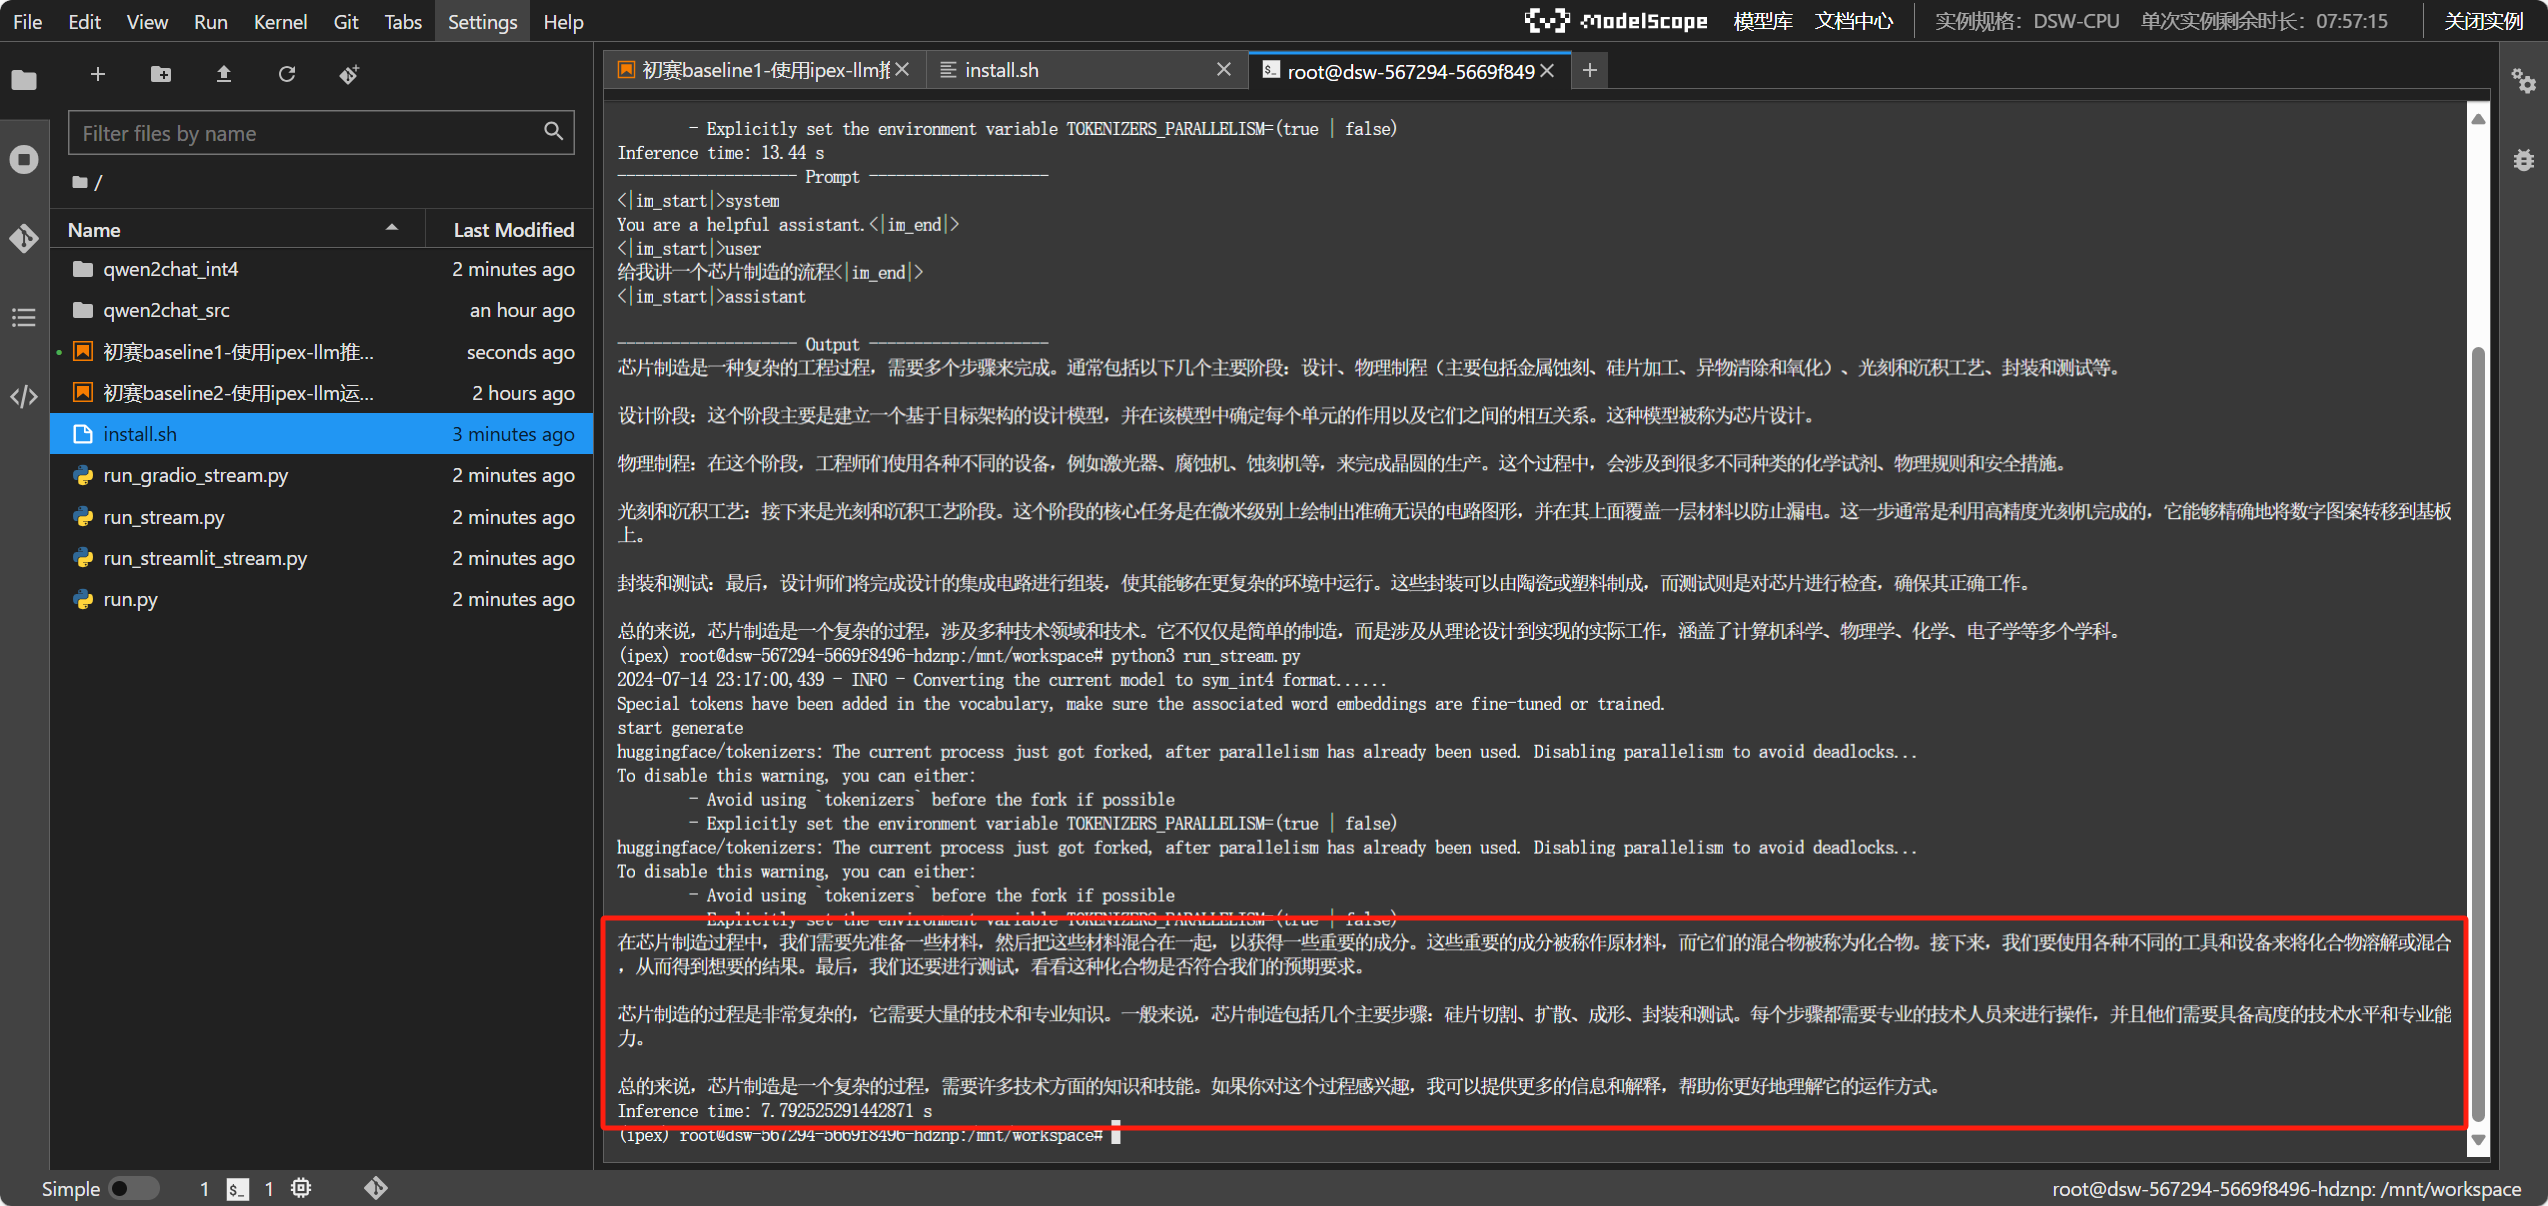 File Edit View Run Kernel Git Tabs Settings Help
ModelScope 模型库 文档中心 实例规格：DSW-CPU 单次实例剩余时长：07:57:15 关闭实例
初赛baseline1-使用ipex-llm推
install.sh
root@dsw-567294-5669f849
Filter files by name
/
Name Last Modified
qwen2chat_int4 2 minutes ago
qwen2chat_src an hour ago
初赛baseline1-使用ipex-llm推... seconds ago
初赛baseline2-使用ipex-llm运... 2 hours ago
install.sh 3 minutes ago
run_gradio_stream.py 2 minutes ago
run_stream.py 2 minutes ago
run_streamlit_stream.py 2 minutes ago
run.py 2 minutes ago
- Explicitly set the environment variable TOKENIZERS_PARALLELISM=(true | false)
Inference time: 13.44 s
-------------------- Prompt --------------------
<|im_start|>system
You are a helpful assistant.<|im_end|>
<|im_start|>user
给我讲一个芯片制造的流程<|im_end|>
<|im_start|>assistant
-------------------- Output --------------------
芯片制造是一种复杂的工程过程，需要多个步骤来完成。通常包括以下几个主要阶段：设计、物理制程（主要包括金属蚀刻、硅片加工、异物清除和氧化）、光刻和沉积工艺、封装和测试等。
设计阶段：这个阶段主要是建立一个基于目标架构的设计模型，并在该模型中确定每个单元的作用以及它们之间的相互关系。这种模型被称为芯片设计。
物理制程：在这个阶段，工程师们使用各种不同的设备，例如激光器、腐蚀机、蚀刻机等，来完成晶圆的生产。这个过程中，会涉及到很多不同种类的化学试剂、物理规则和安全措施。
光刻和沉积工艺：接下来是光刻和沉积工艺阶段。这个阶段的核心任务是在微米级别上绘制出准确无误的电路图形，并在其上面覆盖一层材料以防止漏电。这一步通常是利用高精度光刻机完成的，它能够精确地将数字图案转移到基板
上。
封装和测试：最后，设计师们将完成设计的集成电路进行组装，使其能够在更复杂的环境中运行。这些封装可以由陶瓷或塑料制成，而测试则是对芯片进行检查，确保其正确工作。
总的来说，芯片制造是一个复杂的过程，涉及多种技术领域和技术。它不仅仅是简单的制造，而是涉及从理论设计到实现的实际工作，涵盖了计算机科学、物理学、化学、电子学等多个学科。
(ipex) root@dsw-567294-5669f8496-hdznp:/mnt/workspace# python3 run_stream.py
2024-07-14 23:17:00,439 - INFO - Converting the current model to sym_int4 format......
Special tokens have been added in the vocabulary, make sure the associated word embeddings are fine-tuned or trained.
start generate
huggingface/tokenizers: The current process just got forked, after parallelism has already been used. Disabling parallelism to avoid deadlocks...
To disable this warning, you can either:
- Avoid using `tokenizers` before the fork if possible
- Explicitly set the environment variable TOKENIZERS_PARALLELISM=(true | false)
huggingface/tokenizers: The current process just got forked, after parallelism has already been used. Disabling parallelism to avoid deadlocks...
To disable this warning, you can either:
- Avoid using `tokenizers` before the fork if possible
- Explicitly set the environment variable TOKENIZERS_PARALLELISM=(true | false)
在芯片制造过程中，我们需要先准备一些材料，然后把这些材料混合在一起，以获得一些重要的成分。这些重要的成分被称作原材料，而它们的混合物被称为化合物。接下来，我们要使用各种不同的工具和设备来将化合物溶解或混合
，从而得到想要的结果。最后，我们还要进行测试，看看这种化合物是否符合我们的预期要求。
芯片制造的过程是非常复杂的，它需要大量的技术和专业知识。一般来说，芯片制造包括几个主要步骤：硅片切割、扩散、成形、封装和测试。每个步骤都需要专业的技术人员来进行操作，并且他们需要具备高度的技术水平和专业能
力。
总的来说，芯片制造是一个复杂的过程，需要许多技术方面的知识和技能。如果你对这个过程感兴趣，我可以提供更多的信息和解释，帮助你更好地理解它的运作方式。
Inference time: 7.792525291442871 s
(ipex) root@dsw-567294-5669f8496-hdznp:/mnt/workspace#
Simple 1 1 root@dsw-567294-5669f8496-hdznp: /mnt/workspace